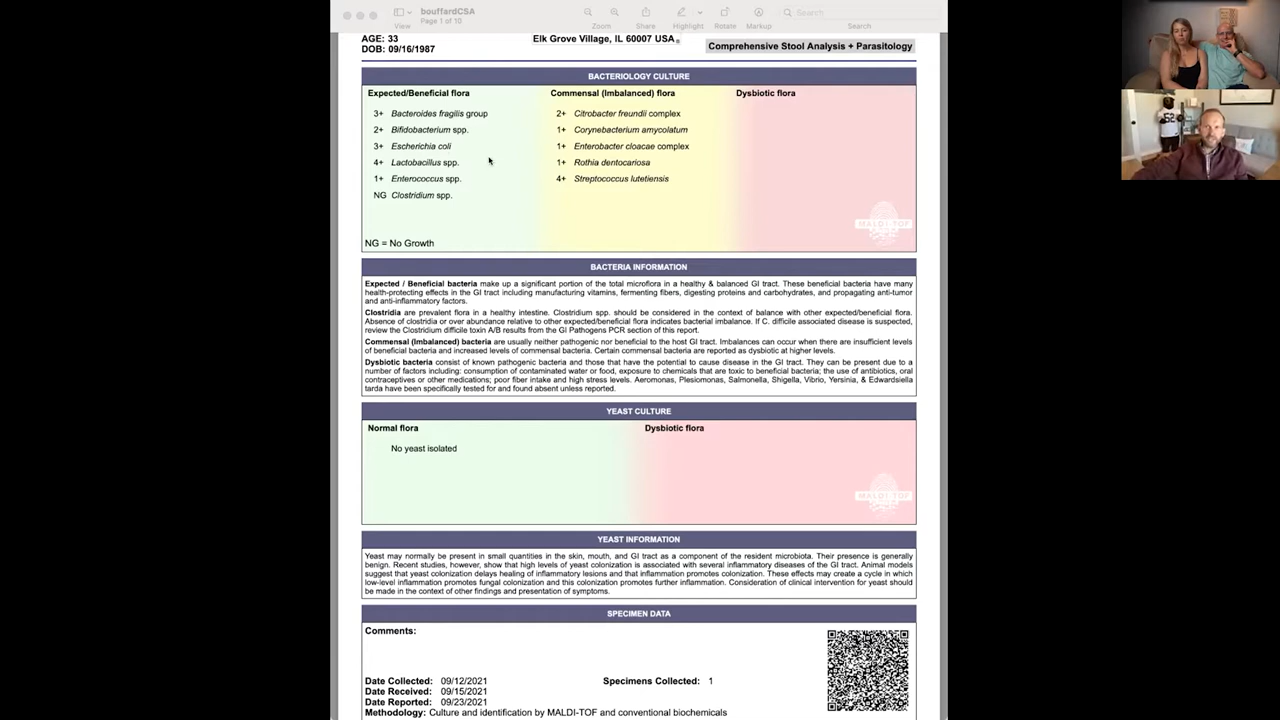 bouffardCSA
Page 1 of 10
View
Zoom
Share
Highlight
Rotate
Markup
Search
Search
AGE: 33
DOB: 09/16/1987
Elk Grove Village, IL 60007 USA
Comprehensive Stool Analysis + Parasitology
BACTERIOLOGY CULTURE
Expected/Beneficial flora
3+ Bacteroides fragilis group
2+ Bifidobacterium spp.
3+ Escherichia coli
4+ Lactobacillus spp.
1+ Enterococcus spp.
NG Clostridium spp.
NG = No Growth
Commensal (Imbalanced) flora
2+ Citrobacter freundii complex
1+ Corynebacterium amycolatum
1+ Enterobacter cloacae complex
1+ Rothia dentocariosa
4+ Streptococcus lutetiensis
Dysbiotic flora
MALDI-TOF
BACTERIA INFORMATION
Expected / Beneficial bacteria make up a significant portion of the total microflora in a healthy & balanced GI tract. These beneficial bacteria have many
health-protecting effects in the GI tract including manufacturing vitamins, fermenting fibers, digesting proteins and carbohydrates, and propagating anti-tumor
and anti-inflammatory factors.
Clostridia are prevalent flora in a healthy intestine. Clostridium spp. should be considered in the context of balance with other expected/beneficial flora.
Absence of clostridia or over abundance relative to other expected/beneficial flora indicates bacterial imbalance. If C. difficile associated disease is suspected,
review the Clostridium difficile toxin A/B results from the GI Pathogens PCR section of this report.
Commensal (Imbalanced) bacteria are usually neither pathogenic nor beneficial to the host GI tract. Imbalances can occur when there are insufficient levels
of beneficial bacteria and increased levels of commensal bacteria. Certain commensal bacteria are reported as dysbiotic at higher levels.
Dysbiotic bacteria consist of known pathogenic bacteria and those that have the potential to cause disease in the GI tract. They can be present due to a
number of factors including: consumption of contaminated water or food, exposure to chemicals that are toxic to beneficial bacteria; the use of antibiotics, oral
contraceptives or other medications; poor fiber intake and high stress levels. Aeromonas, Plesiomonas, Salmonella, Shigella, Vibrio, Yersinia, & Edwardsiella
tarda have been specifically tested for and found absent unless reported.
YEAST CULTURE
Normal flora
No yeast isolated
Dysbiotic flora
MALDI-TOF
YEAST INFORMATION
Yeast may normally be present in small quantities in the skin, mouth, and GI tract as a component of the resident microbiota. Their presence is generally
benign. Recent studies, however, show that high levels of yeast colonization is associated with several inflammatory diseases of the GI tract. Animal models
suggest that yeast colonization delays healing of inflammatory lesions and that inflammation promotes colonization. These effects may create a cycle in which
low-level inflammation promotes fungal colonization and this colonization promotes further inflammation. Consideration of clinical intervention for yeast should
be made in the context of other findings and presentation of symptoms.
SPECIMEN DATA
Comments:
Date Collected: 09/12/2021
Specimens Collected: 1
Date Received: 09/15/2021
Date Reported: 09/23/2021
Methodology: Culture and identification by MALDI-TOF and conventional biochemicals
52